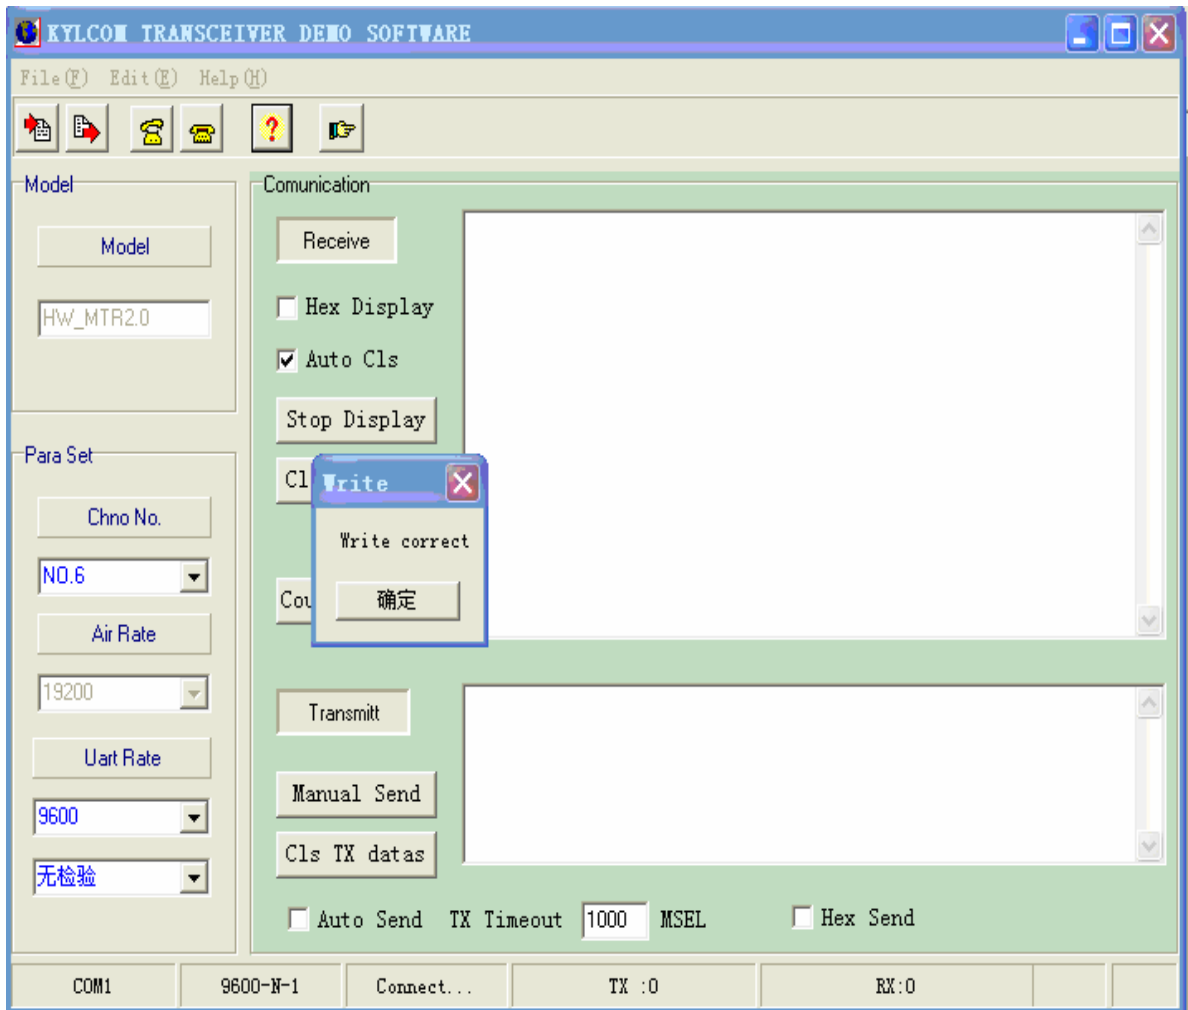 KYLCOM TRANSCEIVER DEMO SOFTWARE
File(F) Edit(E) Help(H)
Model
Model
HW_MTR2.0
Para Set
Chno No.
NO.6
Air Rate
19200
Uart Rate
9600
无检验
Comunication
Receive
Hex Display
Auto Cls
Stop Display
Cl
Cou
Write
Write correct
确定
Transmitt
Manual Send
Cls TX datas
Auto Send TX Timeout 1000 MSEL Hex Send
COM1 9600-N-1 Connect... TX :0 RX:0